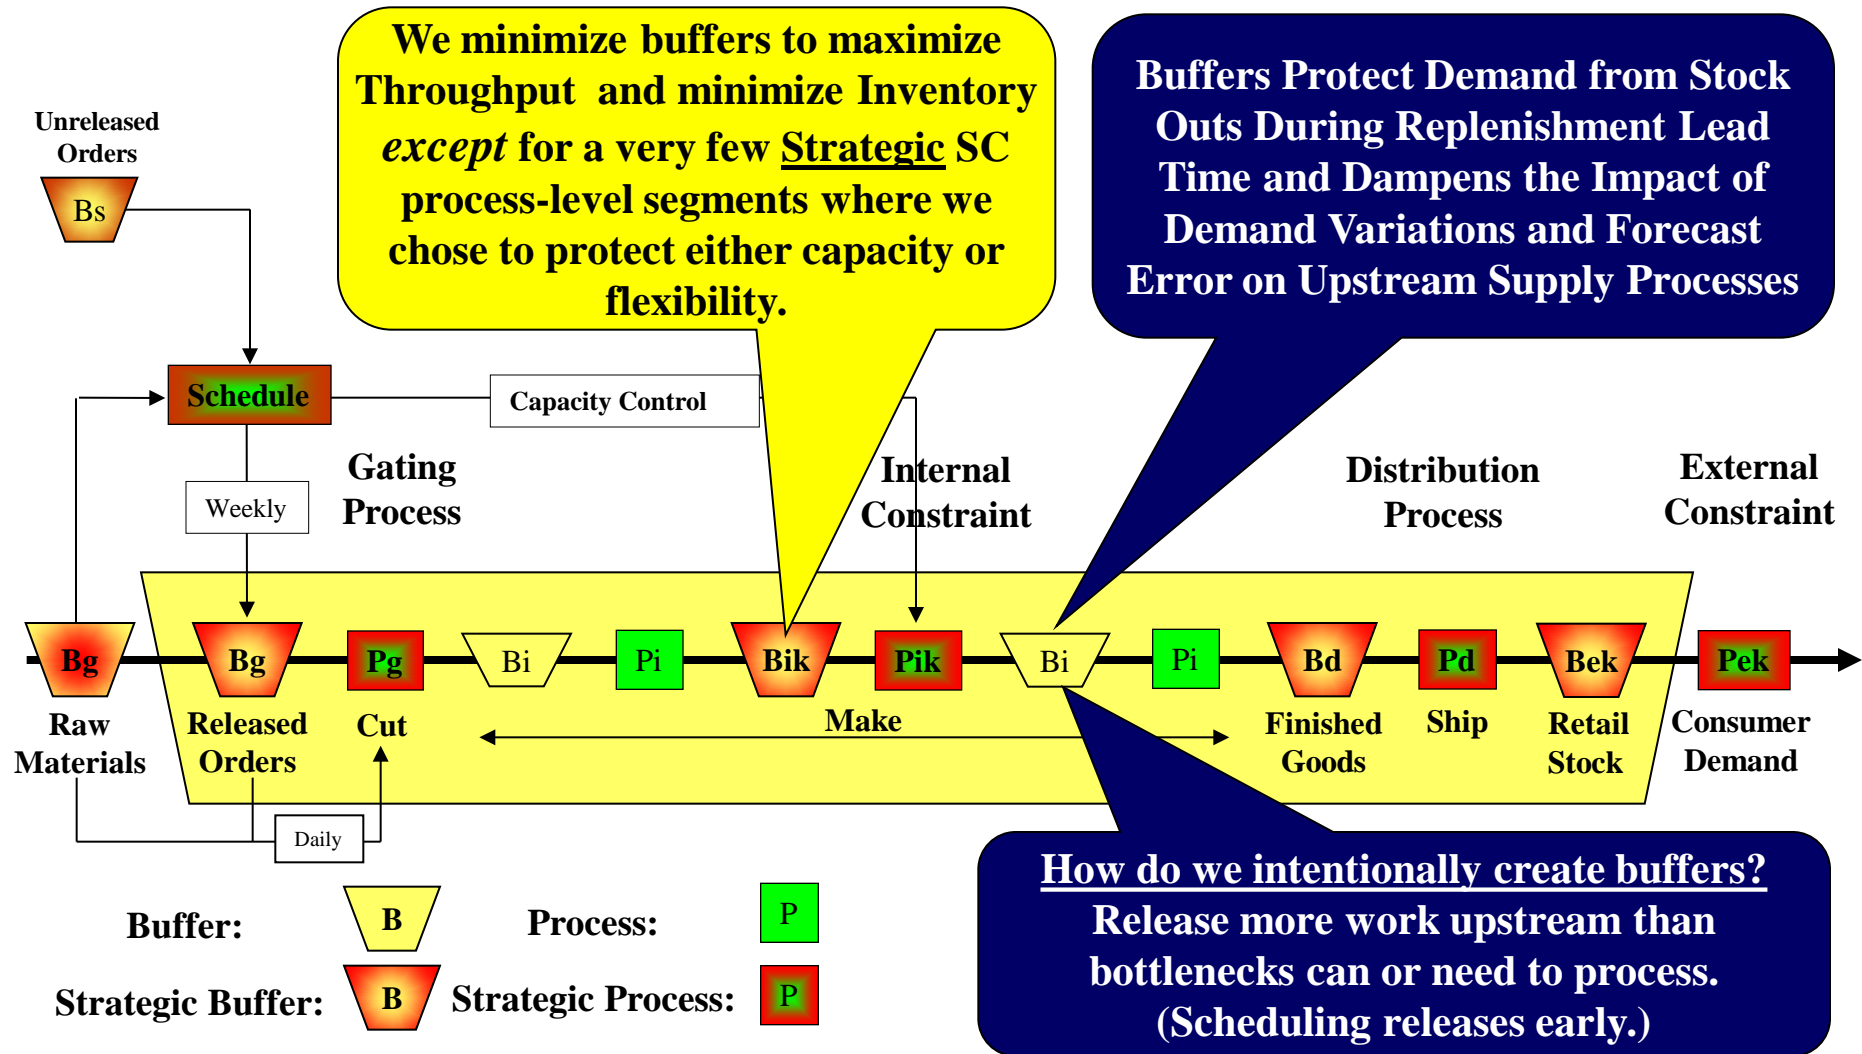 We minimize buffers to maximize
Throughput and minimize Inventory
except for a very few Strategic SC
process-level segments where we
chose to protect either capacity or
flexibility.
Buffers Protect Demand from Stock
Outs During Replenishment Lead
Time and Dampens the Impact of
Demand Variations and Forecast
Error on Upstream Supply Processes
Unreleased
Orders
Bs
Schedule
Capacity Control
Weekly
Gating
Process
Internal
Constraint
Distribution
Process
External
Constraint
Bg
Bg
Pg
Bi
Pi
Bik
Pik
Bi
Pi
Bd
Pd
Bek
Pek
Raw
Materials
Released
Orders
Cut
Make
Finished
Goods
Ship
Retail
Stock
Consumer
Demand
Daily
How do we intentionally create buffers?
Release more work upstream than
bottlenecks can or need to process.
(Scheduling releases early.)
Buffer:
B
Process:
P
Strategic Buffer:
B
Strategic Process:
P